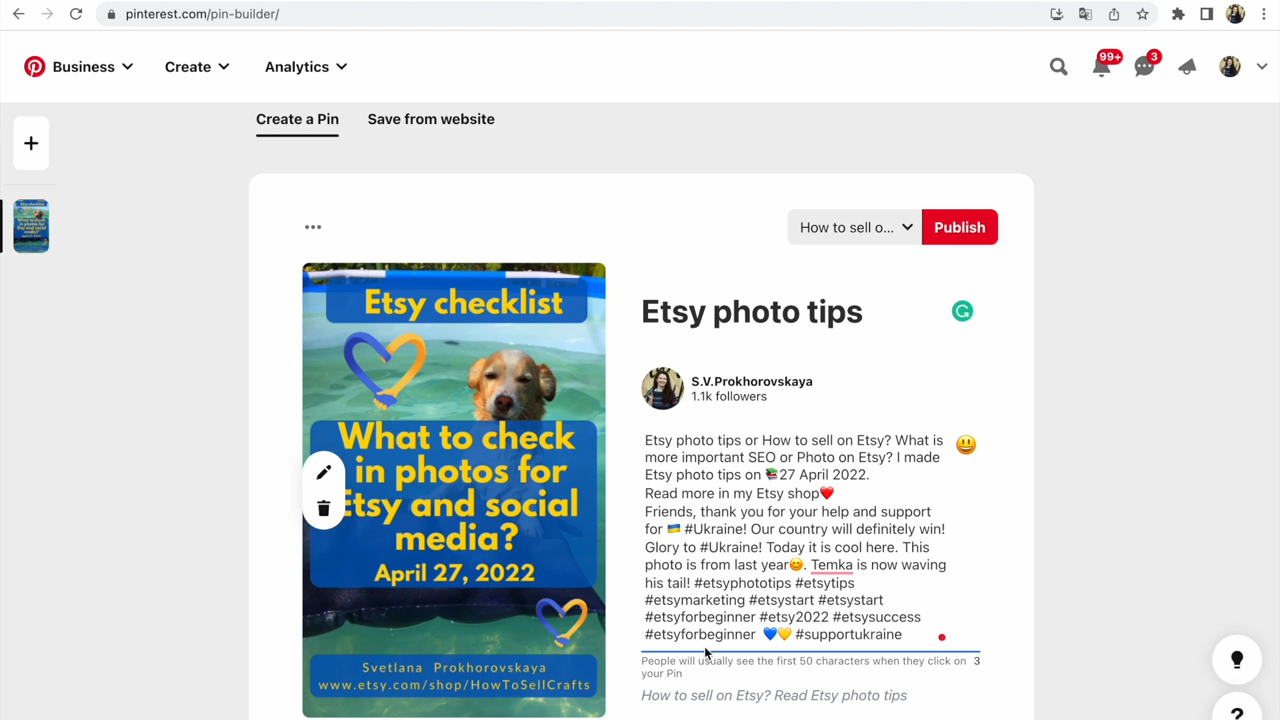 pinterest.com/pin-builder/
Business Create Analytics
99+ 3
Create a Pin Save from website
How to sell o... Publish
Etsy checklist
What to check
in photos for
Etsy and social
media?
April 27, 2022
Svetlana Prokhorovskaya
www.etsy.com/shop/HowToSellCrafts
Etsy photo tips
S.V.Prokhorovskaya
1.1k followers
Etsy photo tips or How to sell on Etsy? What is
more important SEO or Photo on Etsy? I made
Etsy photo tips on 📚27 April 2022.
Read more in my Etsy shop❤️
Friends, thank you for your help and support
for 🇺🇦 #Ukraine! Our country will definitely win!
Glory to #Ukraine! Today it is cool here. This
photo is from last year😊. Temka is now waving
his tail! #etsyphototips #etsytips
#etsymarketing #etsystart #etsystart
#etsyforbeginner #etsy2022 #etsysuccess
#etsyforbeginner 💙💛 #supportukraine
People will usually see the first 50 characters when they click on 3
your Pin
How to sell on Etsy? Read Etsy photo tips